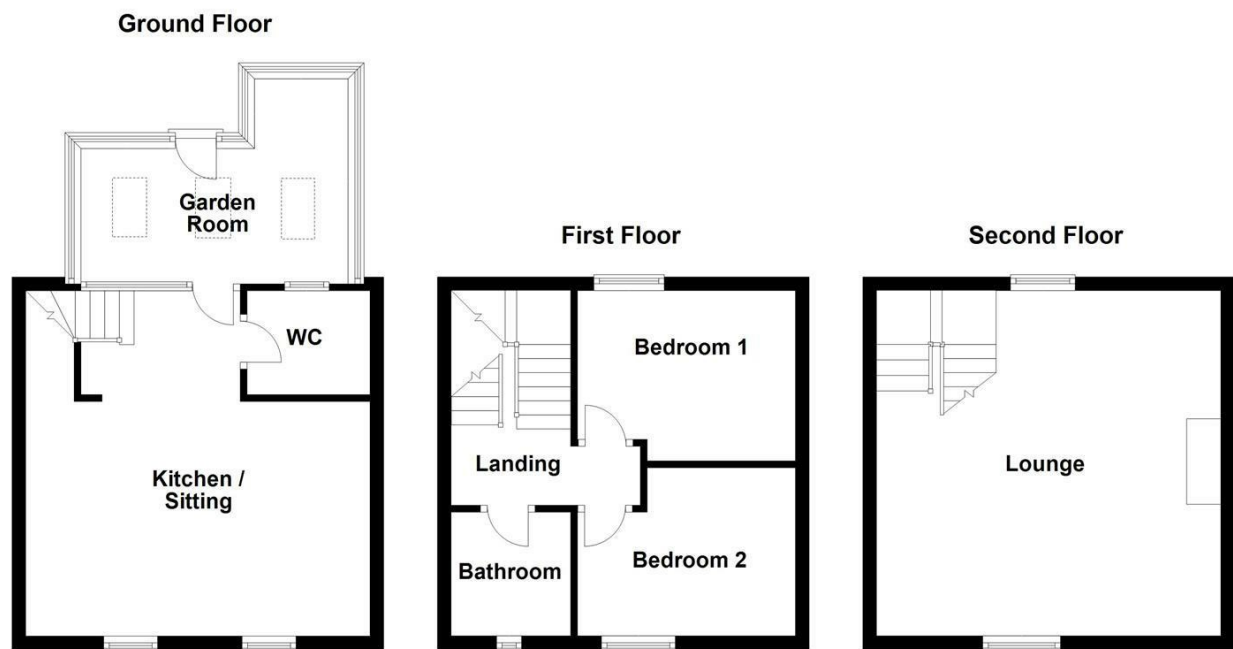 Ground Floor
Garden
Room
WC
Kitchen /
Sitting
First Floor
Bedroom 1
Landing
Bathroom
Bedroom 2
Second Floor
Lounge